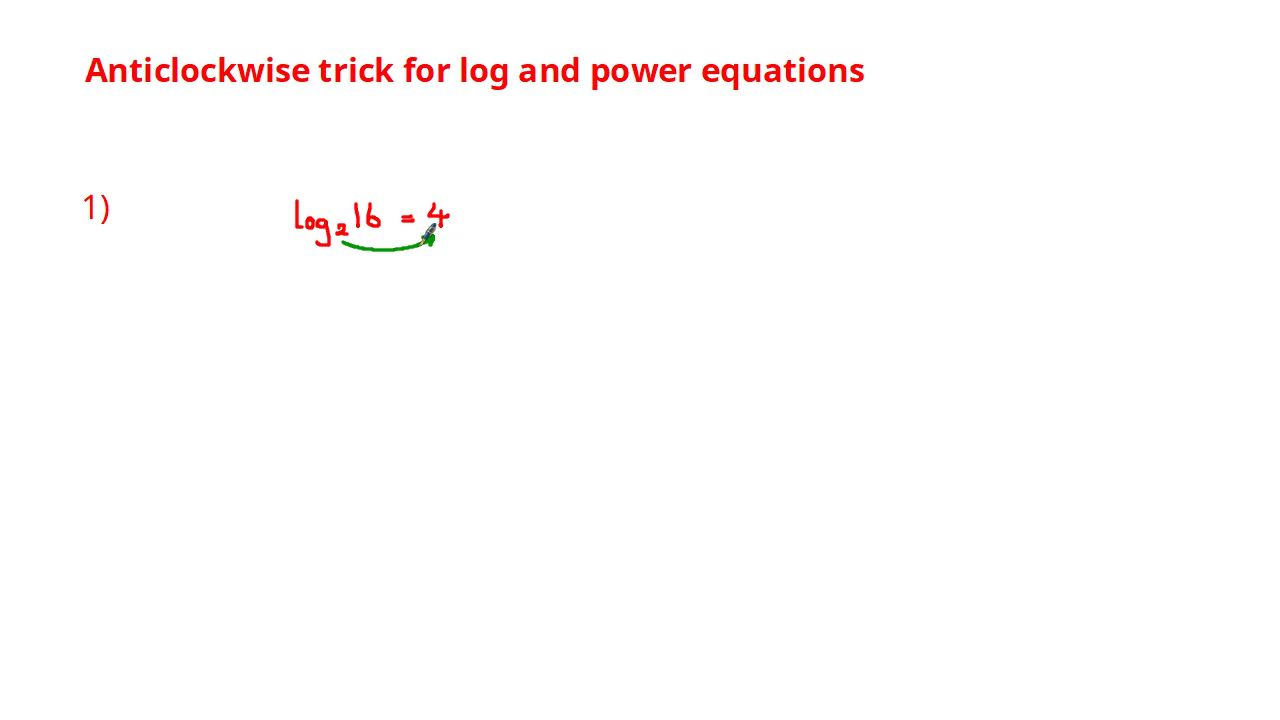 Anticlockwise trick for log and power equations
1) log₂16 = 4